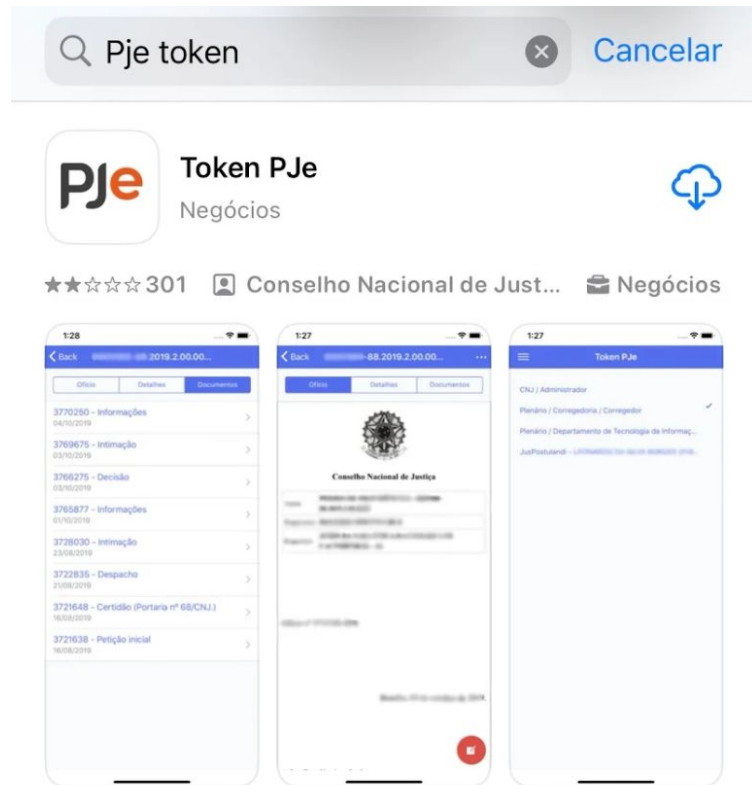 Pje token
Cancelar
PJe
Token PJe
Negócios
301
Conselho Nacional de Just...
Negócios
1:28
Back
2019.2.00.00...
Ofício
Detalhes
Documentos
3770250 - Informações
04/10/2019
3769675 - Intimação
03/10/2019
3766275 - Decisão
03/10/2019
3765877 - Informações
01/10/2019
3728030 - Intimação
23/08/2019
3722835 - Despacho
21/08/2019
3721648 - Certidão (Portaria nº 68/CNJ.)
16/08/2019
3721638 - Petição inicial
16/08/2019
1:27
Back
-68.2019.2.00.00...
Ofício
Detalhes
Documentos
Conselho Nacional de Justiça
1:27
Token PJe
CNJ / Administrador
Plenário / Corregedoria / Corregedor
Plenário / Departamento de Tecnologia da Informaç...
JusPostulandi -